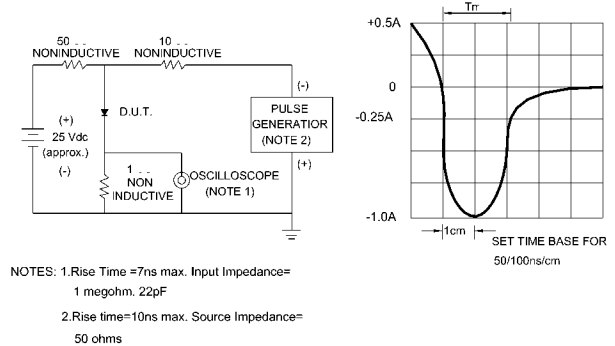 50
NONINDUCTIVE
10
NONINDUCTIVE
(+)
25 Vdc
(approx.)
(-)
D.U.T.
1
NON
INDUCTIVE
OSCILLOSCOPE
(NOTE 1)
(-)
PULSE
GENERATIOR
(NOTE 2)
(+)
Trr
+0.5A
0
-0.25A
-1.0A
1cm
SET TIME BASE FOR
50/100ns/cm
NOTES: 1.Rise Time =7ns max. Input Impedance=
1 megohm. 22pF
2.Rise time=10ns max. Source Impedance=
50 ohms